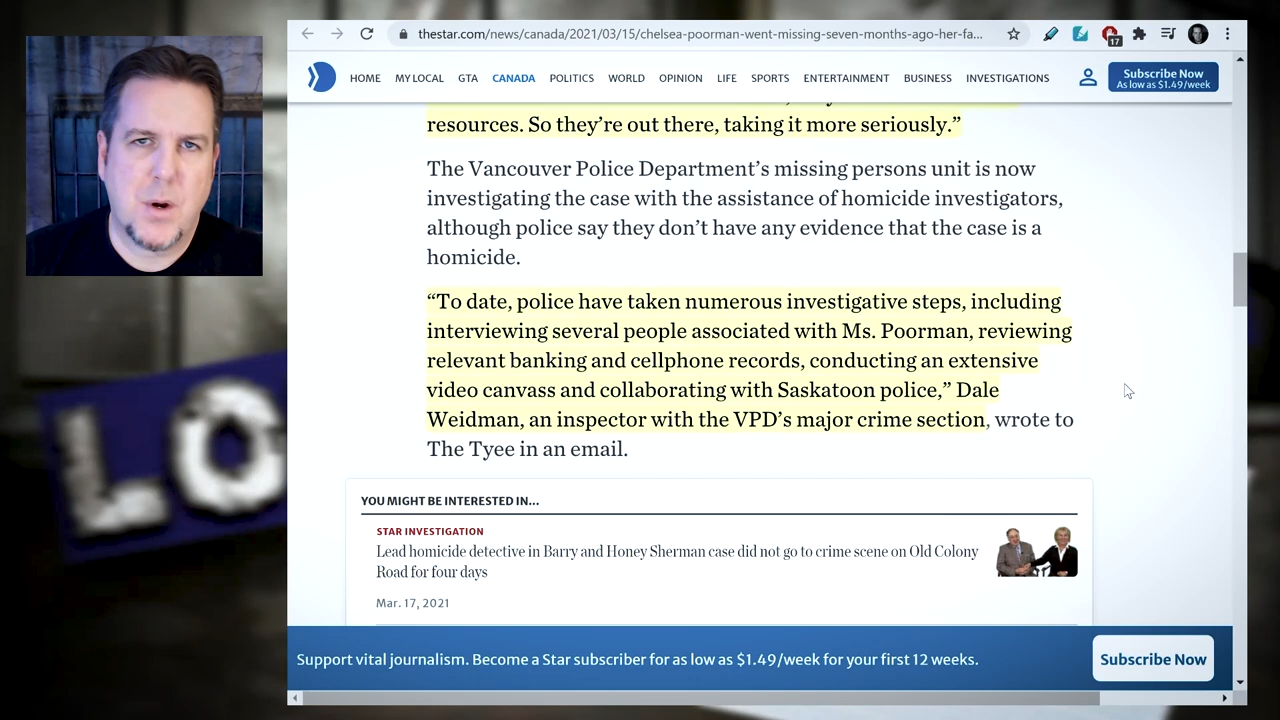 thestar.com/news/canada/2021/03/15/chelsea-poorman-went-missing-seven-months-ago-her-fa...
17
HOME MY LOCAL GTA CANADA POLITICS WORLD OPINION LIFE SPORTS ENTERTAINMENT BUSINESS INVESTIGATIONS
Subscribe Now
As low as $1.49/week
resources. So they’re out there, taking it more seriously.”
The Vancouver Police Department’s missing persons unit is now
investigating the case with the assistance of homicide investigators,
although police say they don’t have any evidence that the case is a
homicide.
“To date, police have taken numerous investigative steps, including
interviewing several people associated with Ms. Poorman, reviewing
relevant banking and cellphone records, conducting an extensive
video canvass and collaborating with Saskatoon police,” Dale
Weidman, an inspector with the VPD’s major crime section, wrote to
The Tyee in an email.
YOU MIGHT BE INTERESTED IN...
STAR INVESTIGATION
Lead homicide detective in Barry and Honey Sherman case did not go to crime scene on Old Colony
Road for four days
Mar. 17, 2021
Support vital journalism. Become a Star subscriber for as low as $1.49/week for your first 12 weeks.
Subscribe Now
LO